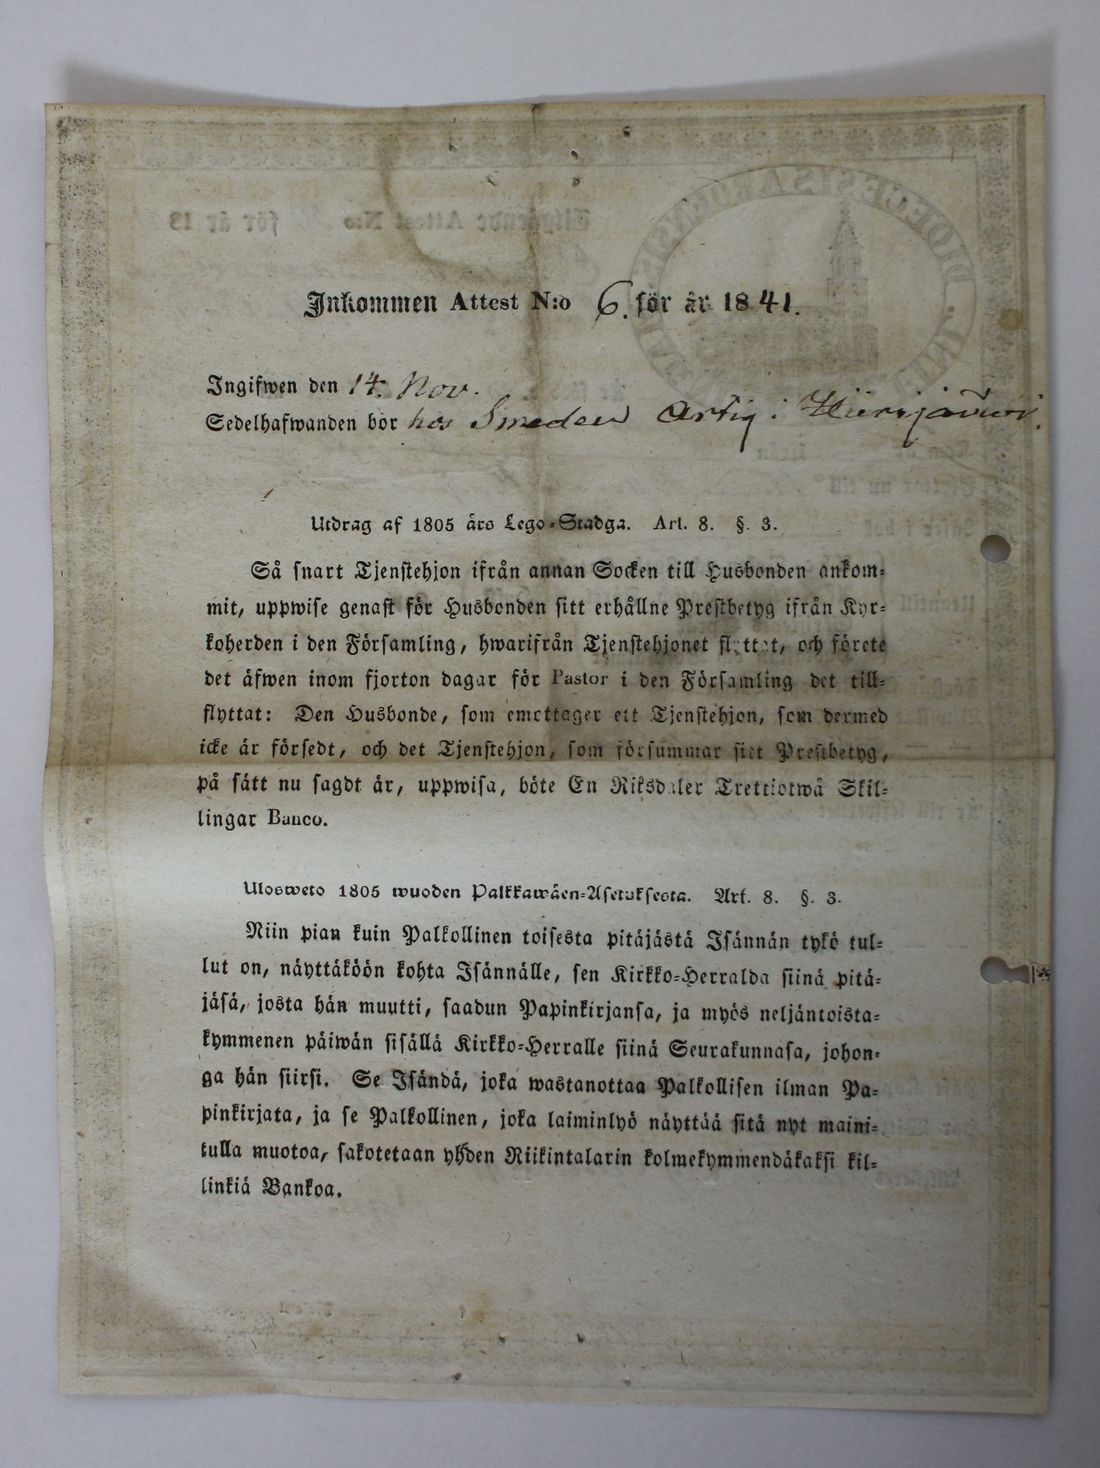 Inkommen Attest N:o 6. för år 1841.
Ingifwen den 14. Nov.
Sedelhafwanden bor hos Smeden Artig i
Utdrag af 1805 års Lego-Stadga. Art. 8. §. 3.
Så snart Tjenstehjon ifrån annan Socken till Husbonden ankom-
mit, uppwise genast för Husbonden sitt erhållne Prestbetyg ifrån Kyr-
koherden i den Församling, hwarifrån Tjenstehjonet flyttat, och förete
det äfwen inom fjorton dagar för Pastor i den Församling det till-
flyttat: Den Husbonde, som emottager ett Tjenstehjon, som dermed
icke är försedt, och det Tjenstehjon, som försummar sitt Prestbetyg,
på sätt nu sagdt är, uppwisa, böte En Riksdaler Trettiotwå Skil-
lingar Banco.
Ulosweto 1805 wuoden Palkkawäen-Asetuksesta. Art. 8. §. 3.
Niin pian kuin Palkollinen toisesta pitäjästä Isännän tykö tul-
lut on, näyttäköön kohta Isännälle, sen Kirkko-Herralda siinä pitä-
jäsä, josta hän muutti, saadun Papinkirjansa, ja myös neljäntoista-
kymmenen päiwän sisällä Kirkko-Herralle siinä Seurakunnasa, johon-
ga hän siirsi. Se Isändä, joka wastanottaa Palkollisen ilman Pa-
pinkirjata, ja se Palkollinen, joka laiminlyö näyttää sitä nyt maini-
tulla muotoa, sakotetaan yhden Riikintalarin kolmekymmendäkaksi kil-
linkiä Bankoa.